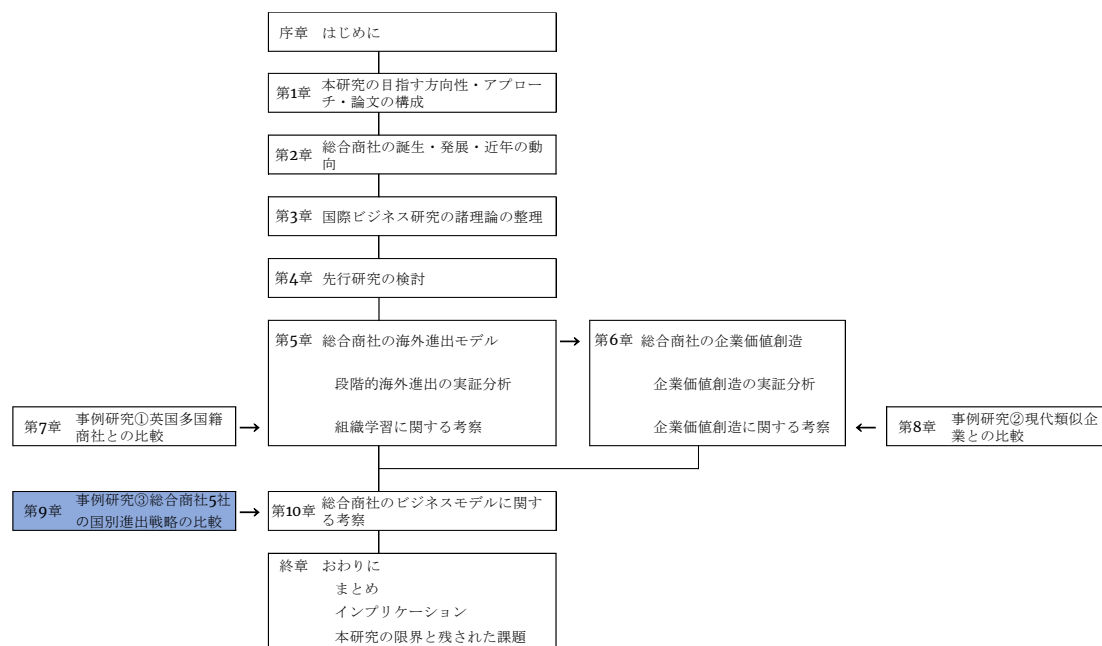 序章 はじめに
第1章 本研究の目指す方向性・アプロー
チ・論文の構成
第2章 総合商社の誕生・発展・近年の動
向
第3章 国際ビジネス研究の諸理論の整理
第4章 先行研究の検討
第5章 総合商社の海外進出モデル
段階的海外進出の実証分析
組織学習に関する考察
第6章 総合商社の企業価値創造
企業価値創造の実証分析
企業価値創造に関する考察
第7章 事例研究①英国多国籍
商社との比較
第8章 事例研究②現代類似企
業との比較
第9章 事例研究③総合商社5社
の国別進出戦略の比較
第10章 総合商社のビジネスモデルに関す
る考察
終章 おわりに
まとめ
インプリケーション
本研究の限界と残された課題